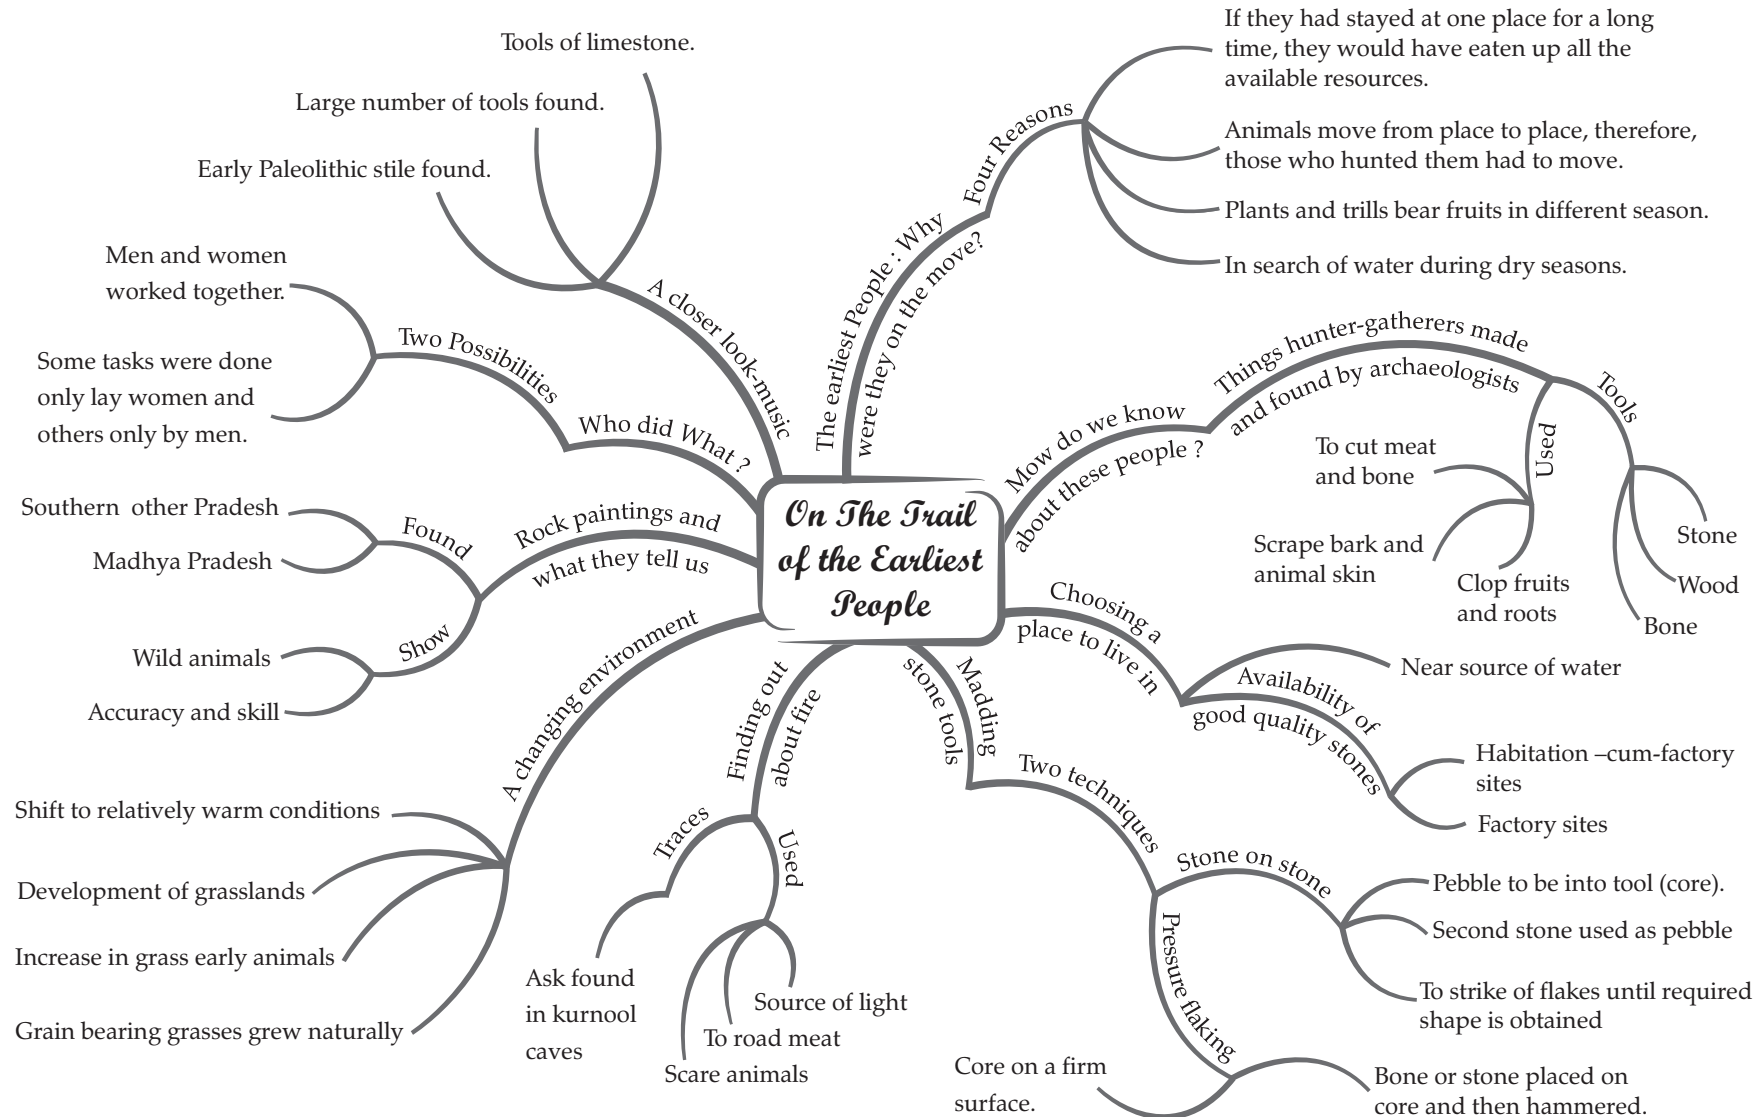 On The Trail
of the Earliest
People
The earliest People : Why
were they on the move?
Four Reasons
If they had stayed at one place for a long
time, they would have eaten up all the
available resources.
Animals move from place to place, therefore,
those who hunted them had to move.
Plants and trills bear fruits in different season.
In search of water during dry seasons.
Mow do we know
about these people ?
Things hunter-gatherers made
and found by archaeologists
Tools
Stone
Wood
Bone
Used
To cut meat
and bone
Scrape bark and
animal skin
Clop fruits
and roots
Choosing a
place to live in
Near source of water
Availability of
good quality stones
Habitation –cum-factory
sites
Factory sites
Madding
stone tools
Two techniques
Stone on stone
Pebble to be into tool (core).
Second stone used as pebble
To strike of flakes until required
shape is obtained
Pressure flaking
Bone or stone placed on
core and then hammered.
Core on a firm
surface.
Finding out
about fire
Used
Source of light
To road meat
Scare animals
Traces
Ask found
in kurnool
caves
A changing environment
Shift to relatively warm conditions
Development of grasslands
Increase in grass early animals
Grain bearing grasses grew naturally
Rock paintings and
what they tell us
Found
Southern other Pradesh
Madhya Pradesh
Show
Wild animals
Accuracy and skill
Who did What ?
Two Possibilities
Men and women
worked together.
Some tasks were done
only lay women and
others only by men.
A closer look-music
Early Paleolithic stile found.
Large number of tools found.
Tools of limestone.